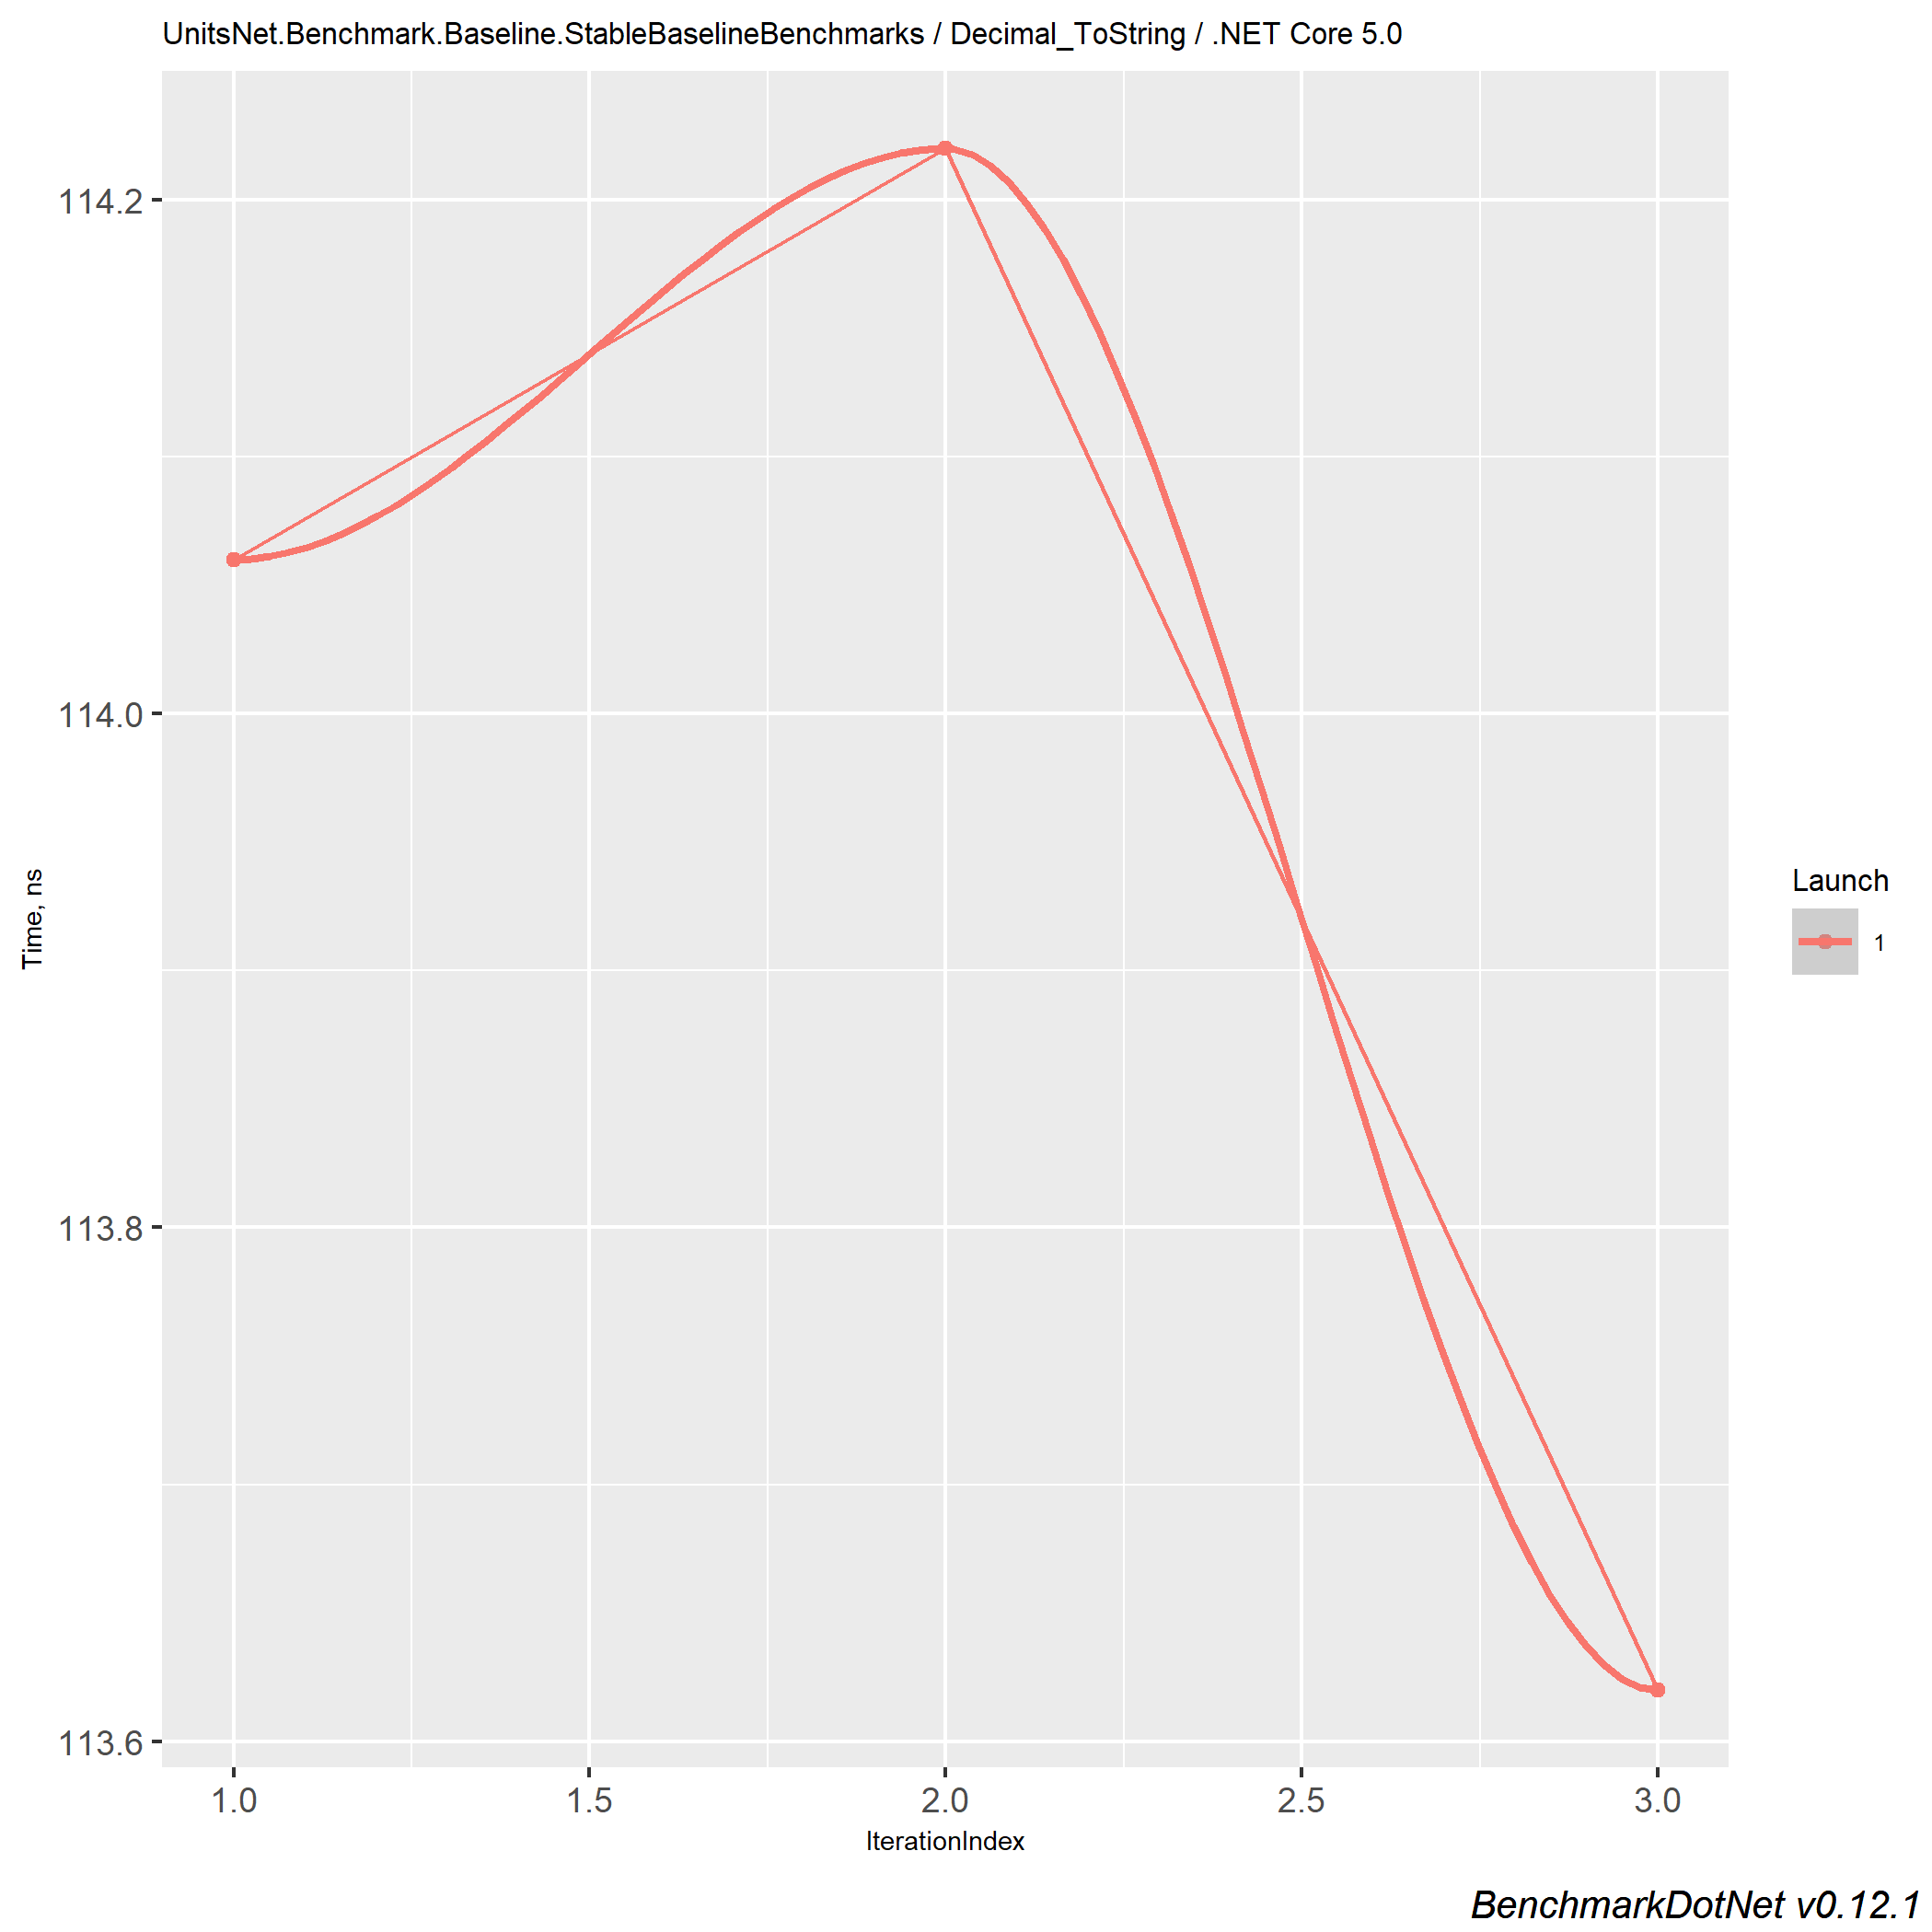 UnitsNet.Benchmark.Baseline.StableBaselineBenchmarks / Decimal_ToString / .NET Core 5.0
114.2
114.0
113.8
113.6
Time, ns
1.0 1.5 2.0 2.5 3.0
IterationIndex
Launch
1
BenchmarkDotNet v0.12.1